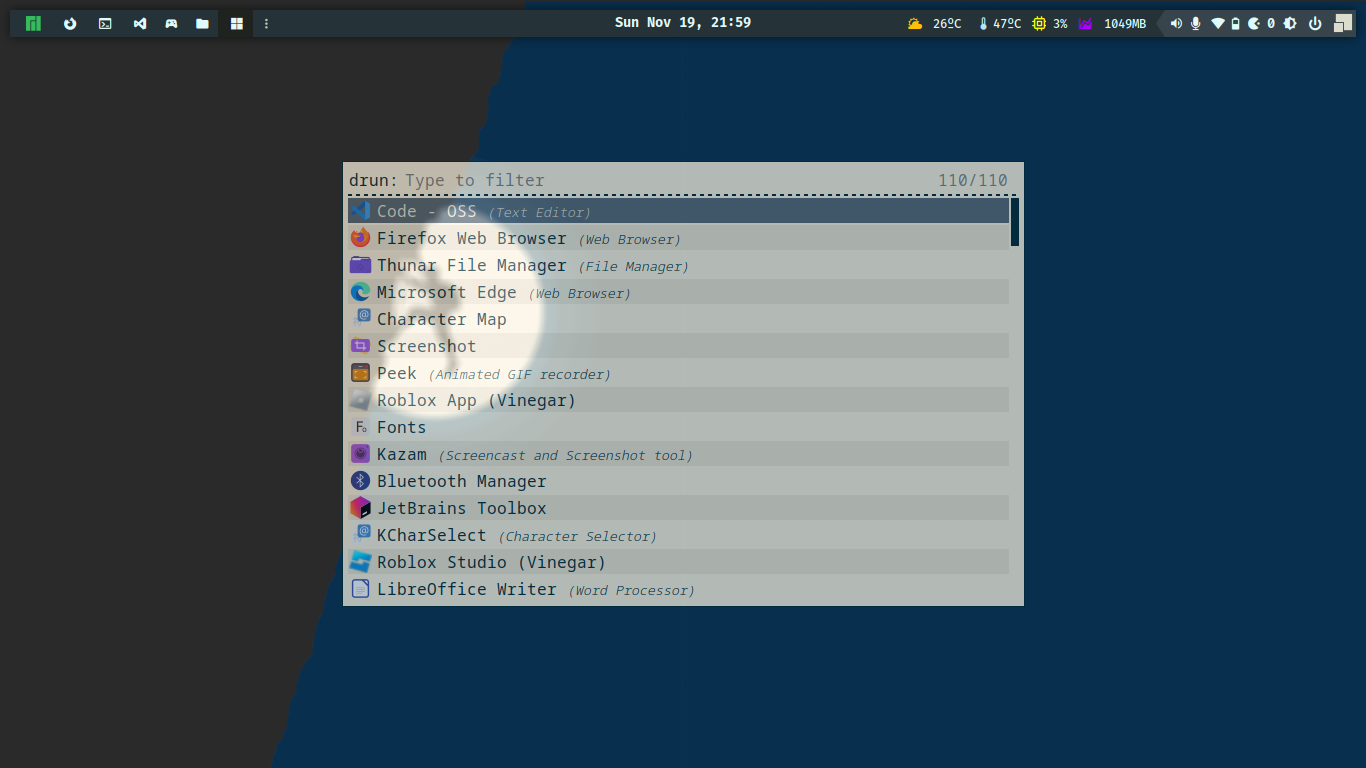 Sun Nov 19, 21:59
26ºC 47ºC 3% 1049MB 0
drun: Type to filter 110/110
Code - OSS (Text Editor)
Firefox Web Browser (Web Browser)
Thunar File Manager (File Manager)
Microsoft Edge (Web Browser)
Character Map
Screenshot
Peek (Animated GIF recorder)
Roblox App (Vinegar)
Fonts
Kazam (Screencast and Screenshot tool)
Bluetooth Manager
JetBrains Toolbox
KCharSelect (Character Selector)
Roblox Studio (Vinegar)
LibreOffice Writer (Word Processor)